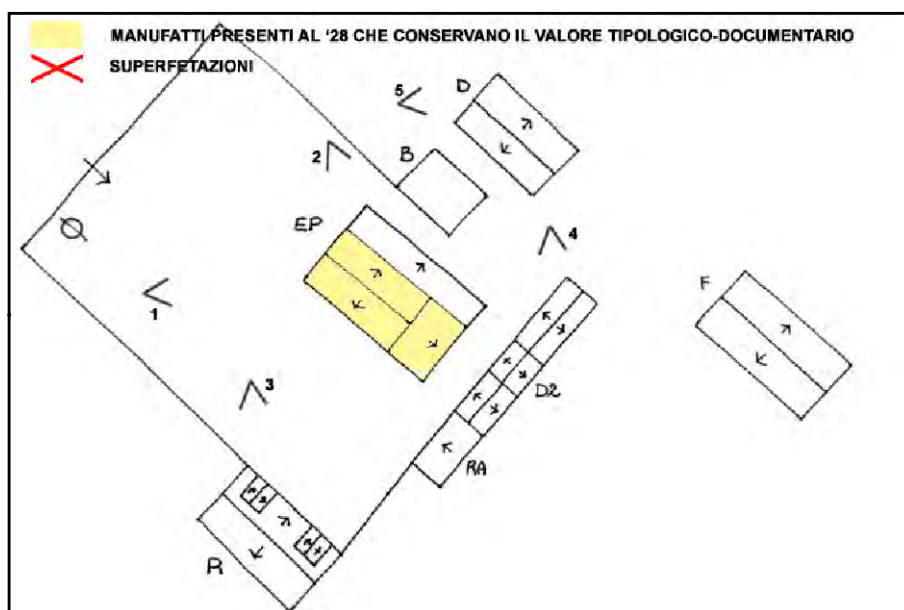 MANUFATTI PRESENTI AL '28 CHE CONSERVANO IL VALORE TIPOLOGICO-DOCUMENTARIO
SUPERFETAZIONI
5
D
2
B
EP
4
F
1
3
D2
RA
R